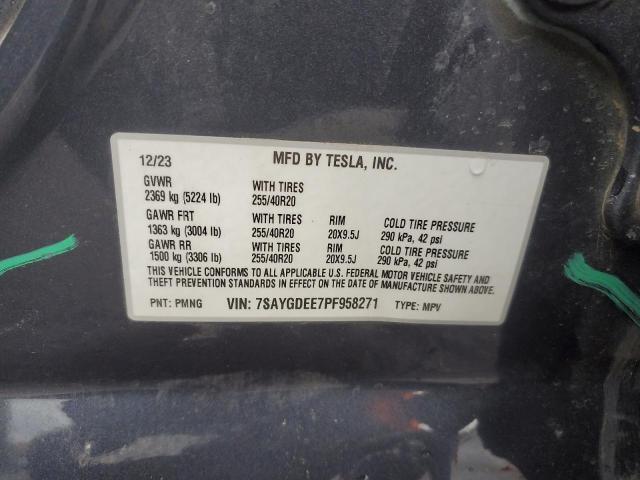 12/23 MFD BY TESLA, INC.
GVWR WITH TIRES
2369 kg (5224 lb) 255/40R20
GAWR FRT WITH TIRES RIM COLD TIRE PRESSURE
1363 kg (3004 lb) 255/40R20 20X9.5J 290 kPa, 42 psi
GAWR RR WITH TIRES RIM COLD TIRE PRESSURE
1500 kg (3306 lb) 255/40R20 20X9.5J 290 kPa, 42 psi
THIS VEHICLE CONFORMS TO ALL APPLICABLE U.S. FEDERAL MOTOR VEHICLE SAFETY AND
THEFT PREVENTION STANDARDS IN EFFECT ON THE DATE OF MANUFACTURE SHOWN ABOVE.
PNT: PMNG VIN: 7SAYGDEE7PF958271 TYPE: MPV